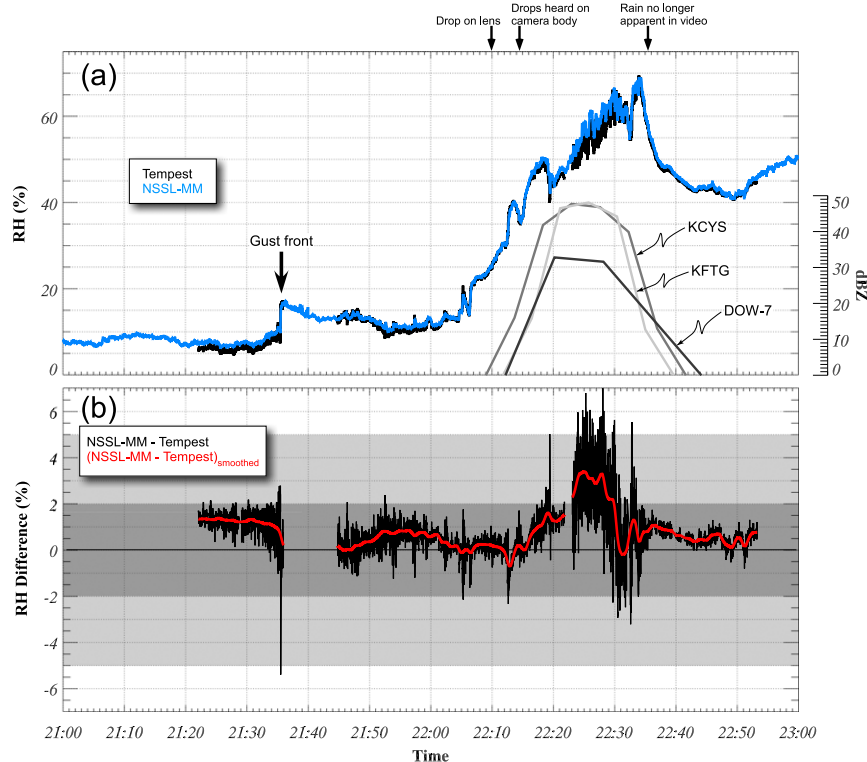 Drop on lens
Drops heard on
camera body
Rain no longer
apparent in video
(a)
RH (%)
60
40
20
0
Tempest
NSSL-MM
Gust front
50
40
30
20
10
0
dBZ
KCYS
KFTG
DOW-7
(b)
RH Difference (%)
6
4
2
0
-2
-4
-6
NSSL-MM - Tempest
(NSSL-MM - Tempest)smoothed
21:00 21:10 21:20 21:30 21:40 21:50 22:00 22:10 22:20 22:30 22:40 22:50 23:00
Time